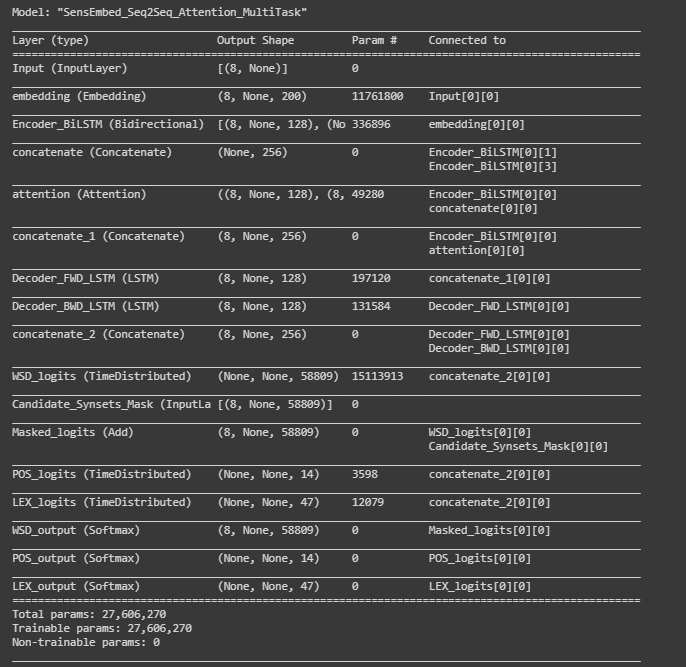 Model: "SensEmbed_Seq2Seq_Attention_MultiTask"
Layer (type) Output Shape Param # Connected to
Input (InputLayer) [(8, None)] 0
embedding (Embedding) (8, None, 200) 11761800 Input[0][0]
Encoder_BiLSTM (Bidirectional) [(8, None, 128), (No 336896 embedding[0][0]
concatenate (Concatenate) (None, 256) 0 Encoder_BiLSTM[0][1]
Encoder_BiLSTM[0][3]
attention (Attention) ((8, None, 128), (8, 49280 Encoder_BiLSTM[0][0]
concatenate[0][0]
concatenate_1 (Concatenate) (8, None, 256) 0 Encoder_BiLSTM[0][0]
attention[0][0]
Decoder_FWD_LSTM (LSTM) (8, None, 128) 197120 concatenate_1[0][0]
Decoder_BWD_LSTM (LSTM) (8, None, 128) 131584 Decoder_FWD_LSTM[0][0]
concatenate_2 (Concatenate) (8, None, 256) 0 Decoder_FWD_LSTM[0][0]
Decoder_BWD_LSTM[0][0]
WSD_logits (TimeDistributed) (None, None, 58809) 15113913 concatenate_2[0][0]
Candidate_Synsets_Mask (InputLa [(8, None, 58809)] 0
Masked_logits (Add) (8, None, 58809) 0 WSD_logits[0][0]
Candidate_Synsets_Mask[0][0]
POS_logits (TimeDistributed) (None, None, 14) 3598 concatenate_2[0][0]
LEX_logits (TimeDistributed) (None, None, 47) 12079 concatenate_2[0][0]
WSD_output (Softmax) (8, None, 58809) 0 Masked_logits[0][0]
POS_output (Softmax) (None, None, 14) 0 POS_logits[0][0]
LEX_output (Softmax) (None, None, 47) 0 LEX_logits[0][0]
Total params: 27,606,270
Trainable params: 27,606,270
Non-trainable params: 0